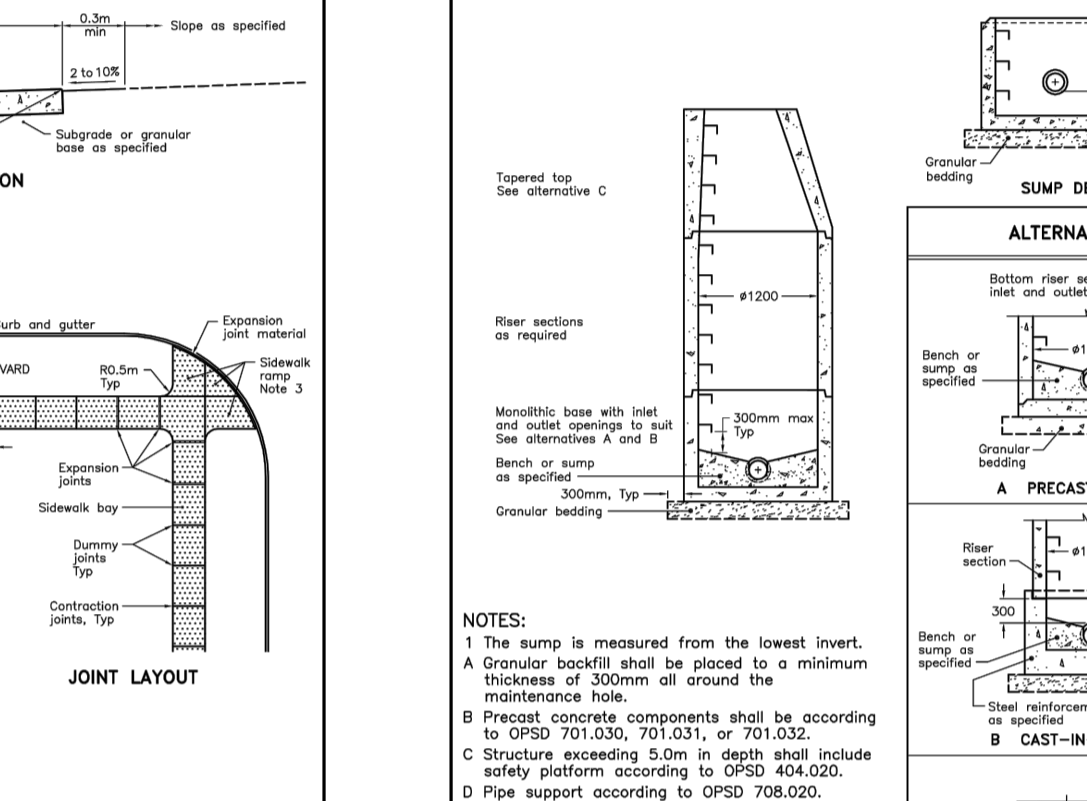 0.3m
min
Slope as specified
2 to 10%
Subgrade or granular
base as specified
ON
urb and gutter
Expansion
joint material
VARD
R0.5m
Typ
Sidewalk
ramp
Note 3
Expansion
joints
Sidewalk bay
Dummy
joints
Typ
Contraction
joints, Typ
JOINT LAYOUT
Tapered top
See alternative C
ø1200
Riser sections
as required
Monolithic base with inlet
and outlet openings to suit
See alternatives A and B
300mm max
Typ
Bench or sump
as specified
300mm, Typ
Granular bedding
NOTES:
1 The sump is measured from the lowest invert.
A Granular backfill shall be placed to a minimum
thickness of 300mm all around the
maintenance hole.
B Precast concrete components shall be according
to OPSD 701.030, 701.031, or 701.032.
C Structure exceeding 5.0m in depth shall include
safety platform according to OPSD 404.020.
D Pipe support according to OPSD 708.020.
Granular
bedding
SUMP DE
ALTERNA
Bottom riser se
inlet and outlet
ø1
Bench or
sump as
specified
Granular
bedding
A PRECAST
Riser
section
ø1
300
Bench or
sump as
specified
Steel reinforcem
as specified
B CAST-IN